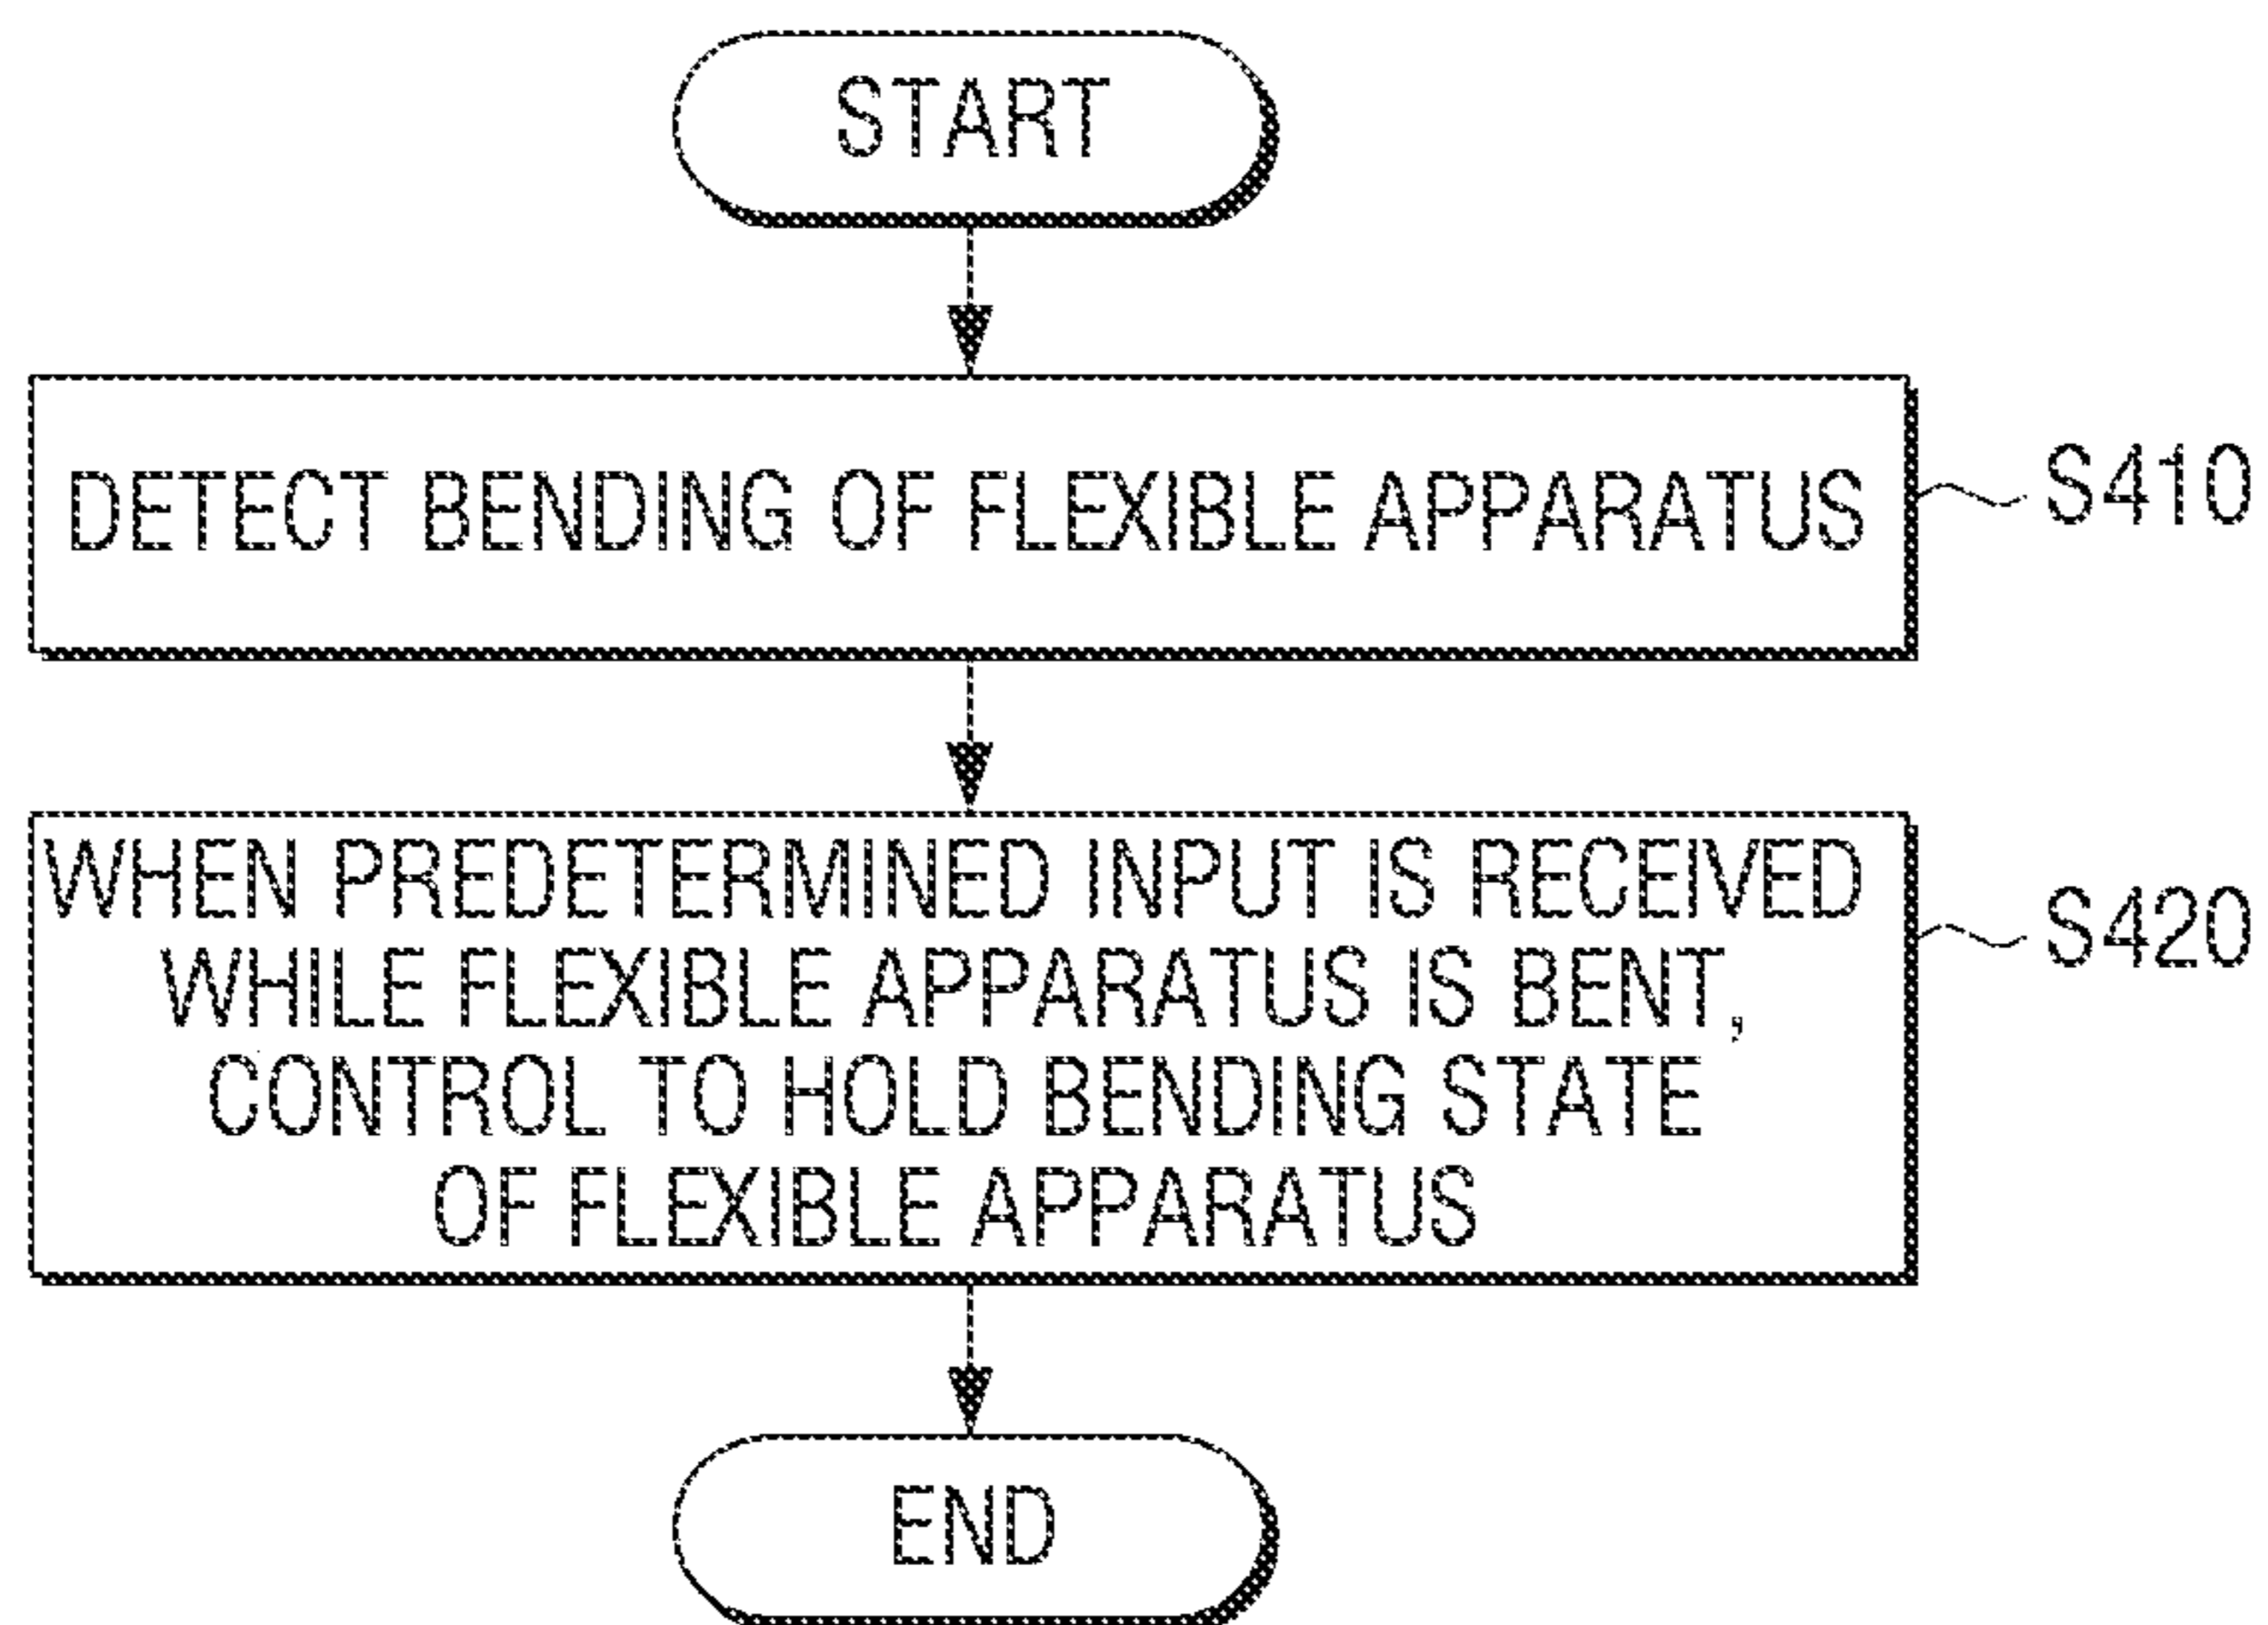 START
DETECT BENDING OF FLEXIBLE APPARATUS
S410
WHEN PREDETERMINED INPUT IS RECEIVED
WHILE FLEXIBLE APPARATUS IS BENT,
CONTROL TO HOLD BENDING STATE
OF FLEXIBLE APPARATUS
S420
END